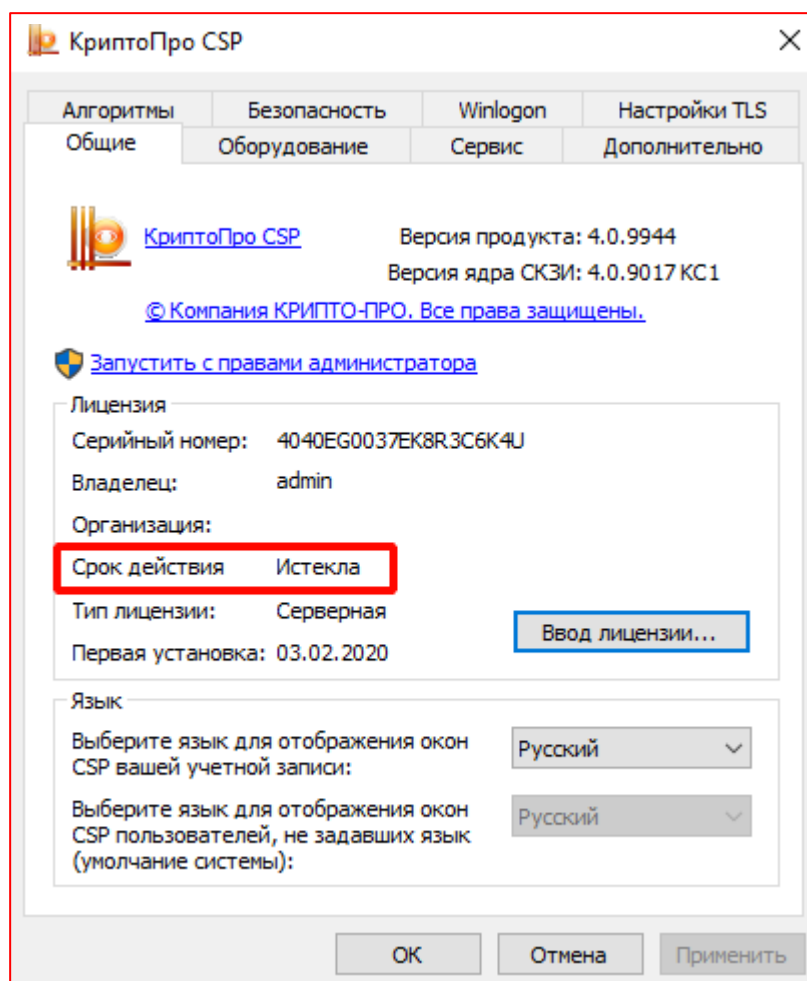 КриптоПро CSP
Алгоритмы Безопасность Winlogon Настройки TLS
Общие Оборудование Сервис Дополнительно
КриптоПро CSP Версия продукта: 4.0.9944
Версия ядра СКЗИ: 4.0.9017 КС1
© Компания КРИПТО-ПРО. Все права защищены.
Запустить с правами администратора
Лицензия
Серийный номер: 4040EG0037EK8R3C6K4U
Владелец: admin
Организация:
Срок действия Истекла
Тип лицензии: Серверная
Ввод лицензии...
Первая установка: 03.02.2020
Язык
Выберите язык для отображения окон
CSP вашей учетной записи:
Русский
Выберите язык для отображения окон
CSP пользователей, не задавших язык
(умолчание системы):
Русский
ОК Отмена Применить